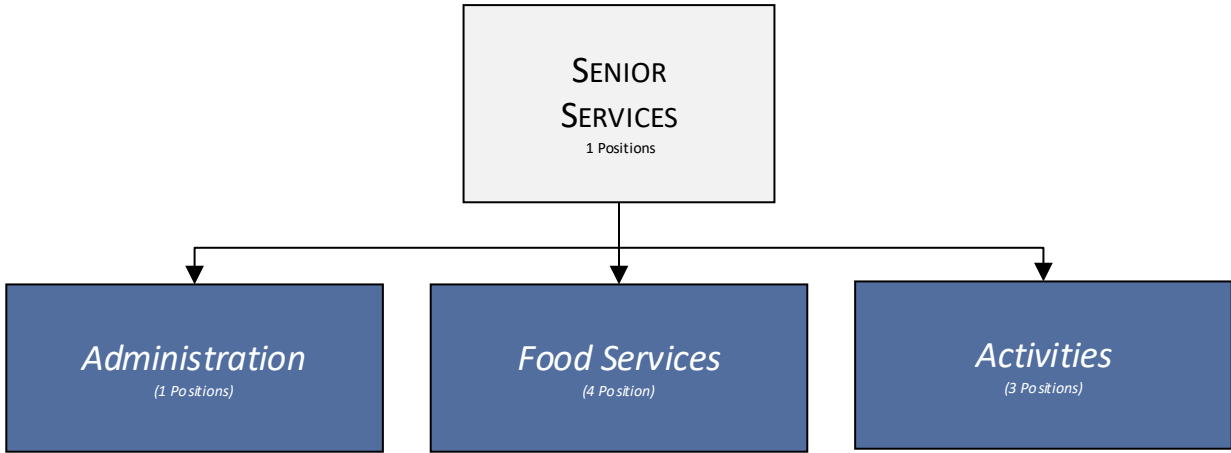 SENIOR
SERVICES
1 Positions
Administration
(1 Positions)
Food Services
(4 Position)
Activities
(3 Positions)